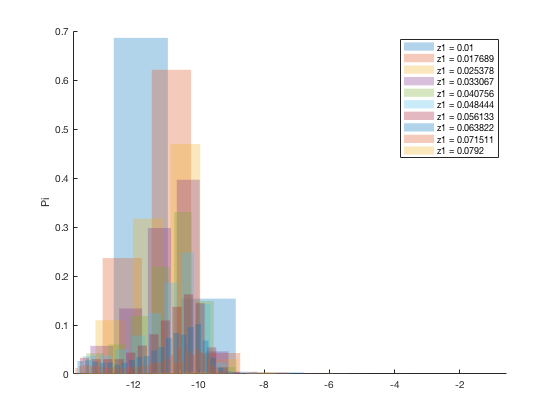 0.7
0.6
0.5
0.4
0.3
0.2
0.1
0
Pi
-12
-10
-8
-6
-4
-2
z1 = 0.01
z1 = 0.017689
z1 = 0.025378
z1 = 0.033067
z1 = 0.040756
z1 = 0.048444
z1 = 0.056133
z1 = 0.063822
z1 = 0.071511
z1 = 0.0792